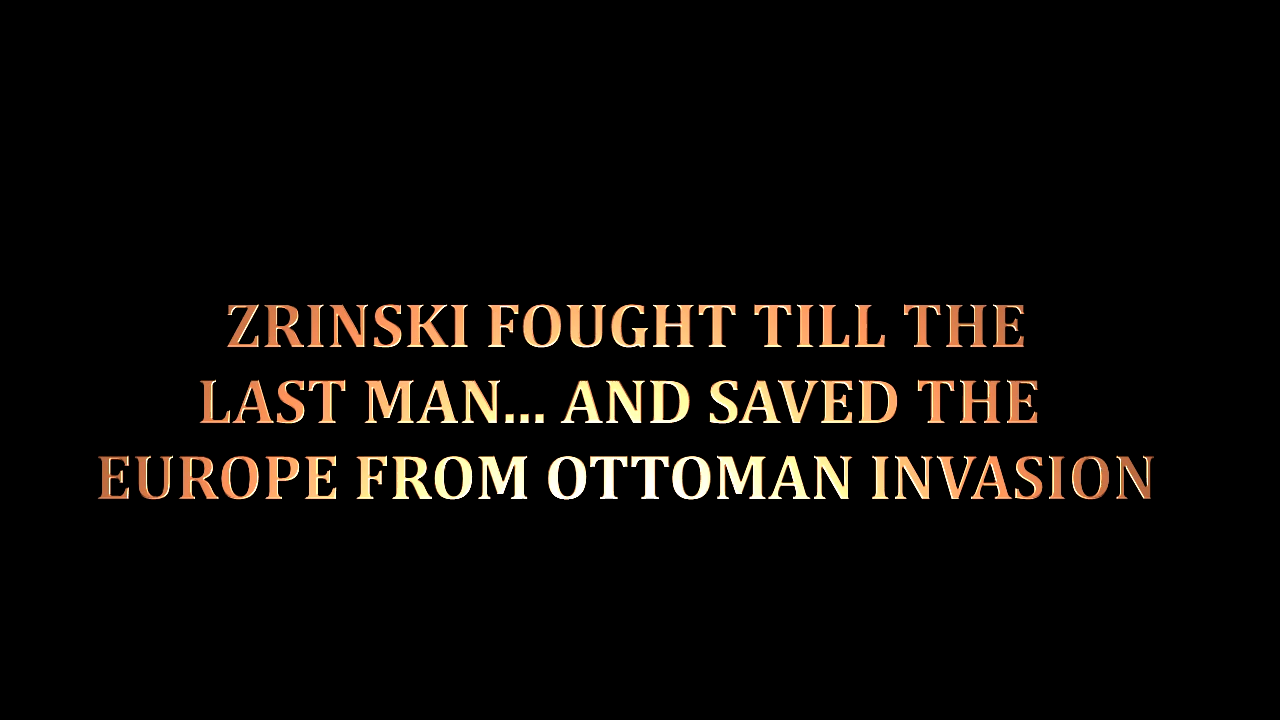 ZRINSKI FOUGHT TILL THE
LAST MAN... AND SAVED THE
EUROPE FROM OTTOMAN INVASION